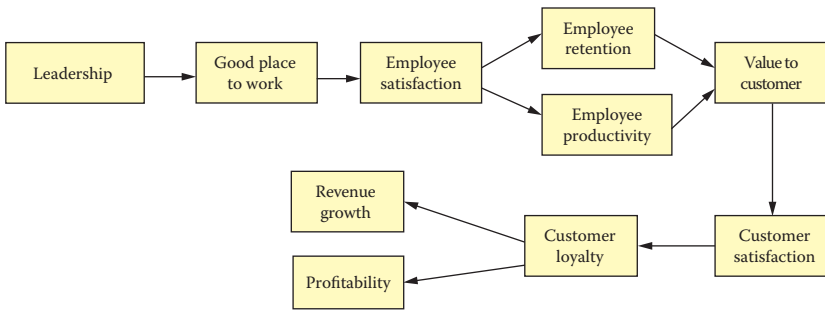 Leadership
Good place
to work
Employee
satisfaction
Employee
retention
Employee
productivity
Value to
customer
Customer
satisfaction
Customer
loyalty
Revenue
growth
Profitability